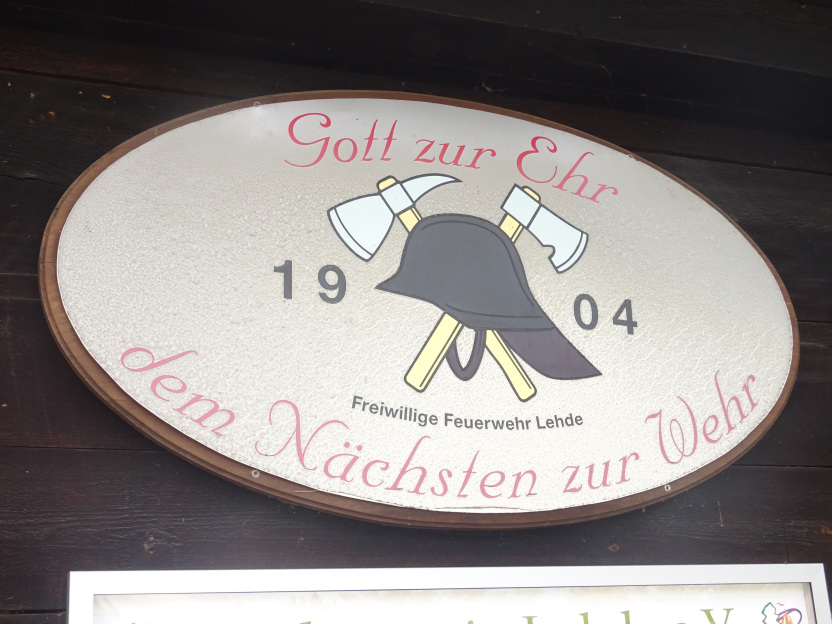 Gott zur Ehr
19 04
Freiwillige Feuerwehr Lehde
dem Nächsten zur Wehr